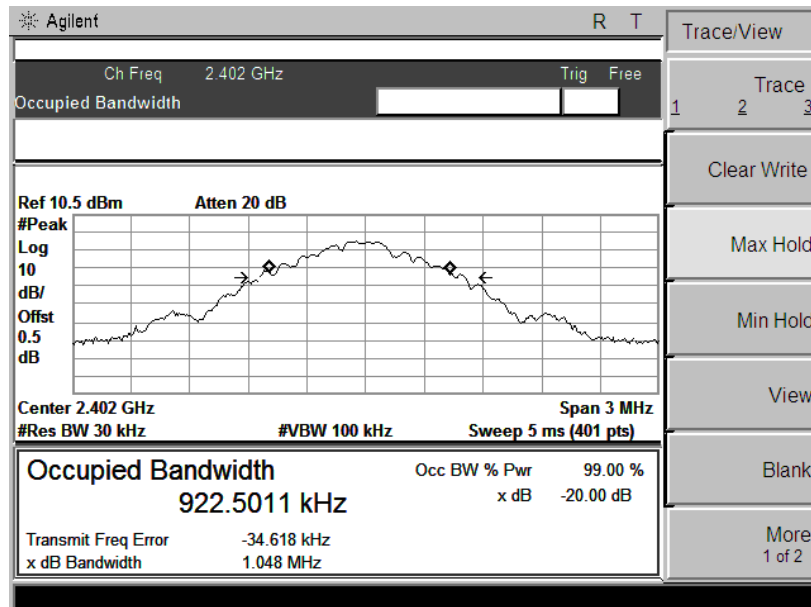 Agilent R T
Trace/View
Ch Freq 2.402 GHz Trig Free
Occupied Bandwidth
Trace
1 2 3
Clear Write
Max Hold
Min Hold
View
Blank
More
1 of 2
Ref 10.5 dBm Atten 20 dB
#Peak
Log
10
dB/
Offst
0.5
dB
Center 2.402 GHz Span 3 MHz
#Res BW 30 kHz #VBW 100 kHz Sweep 5 ms (401 pts)
Occupied Bandwidth Occ BW % Pwr 99.00 %
922.5011 kHz x dB -20.00 dB
Transmit Freq Error -34.618 kHz
x dB Bandwidth 1.048 MHz